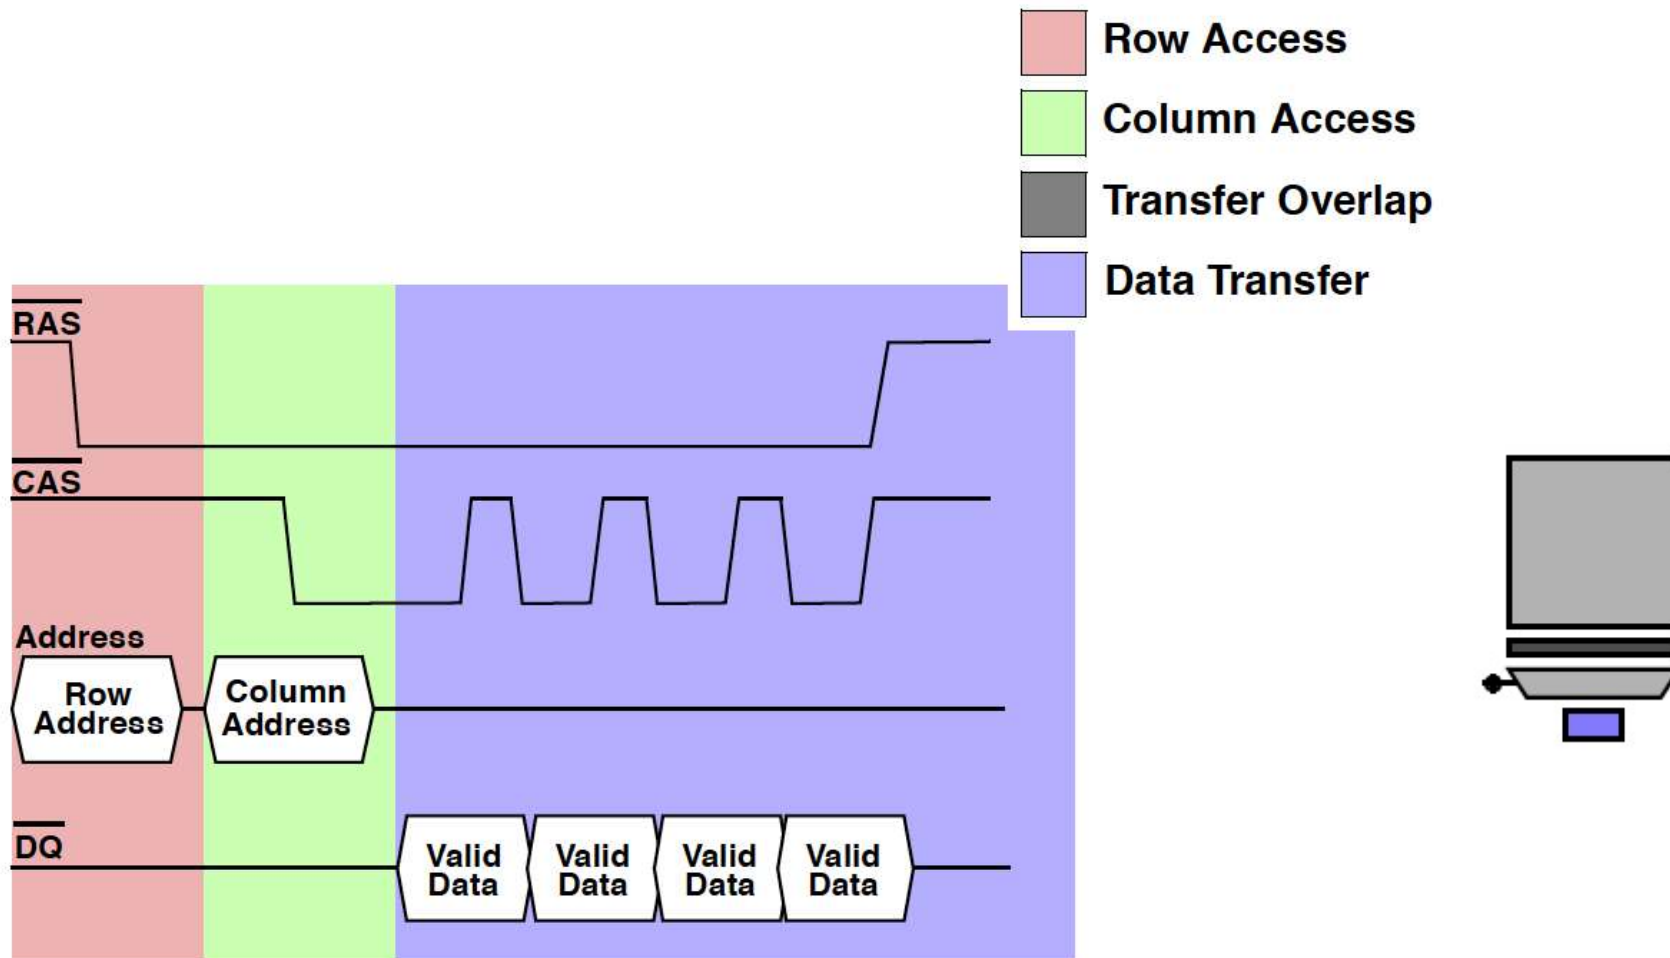 Row Access
Column Access
Transfer Overlap
Data Transfer
RAS
CAS
Address
Row
Address
Column
Address
DQ
Valid
Data
Valid
Data
Valid
Data
Valid
Data